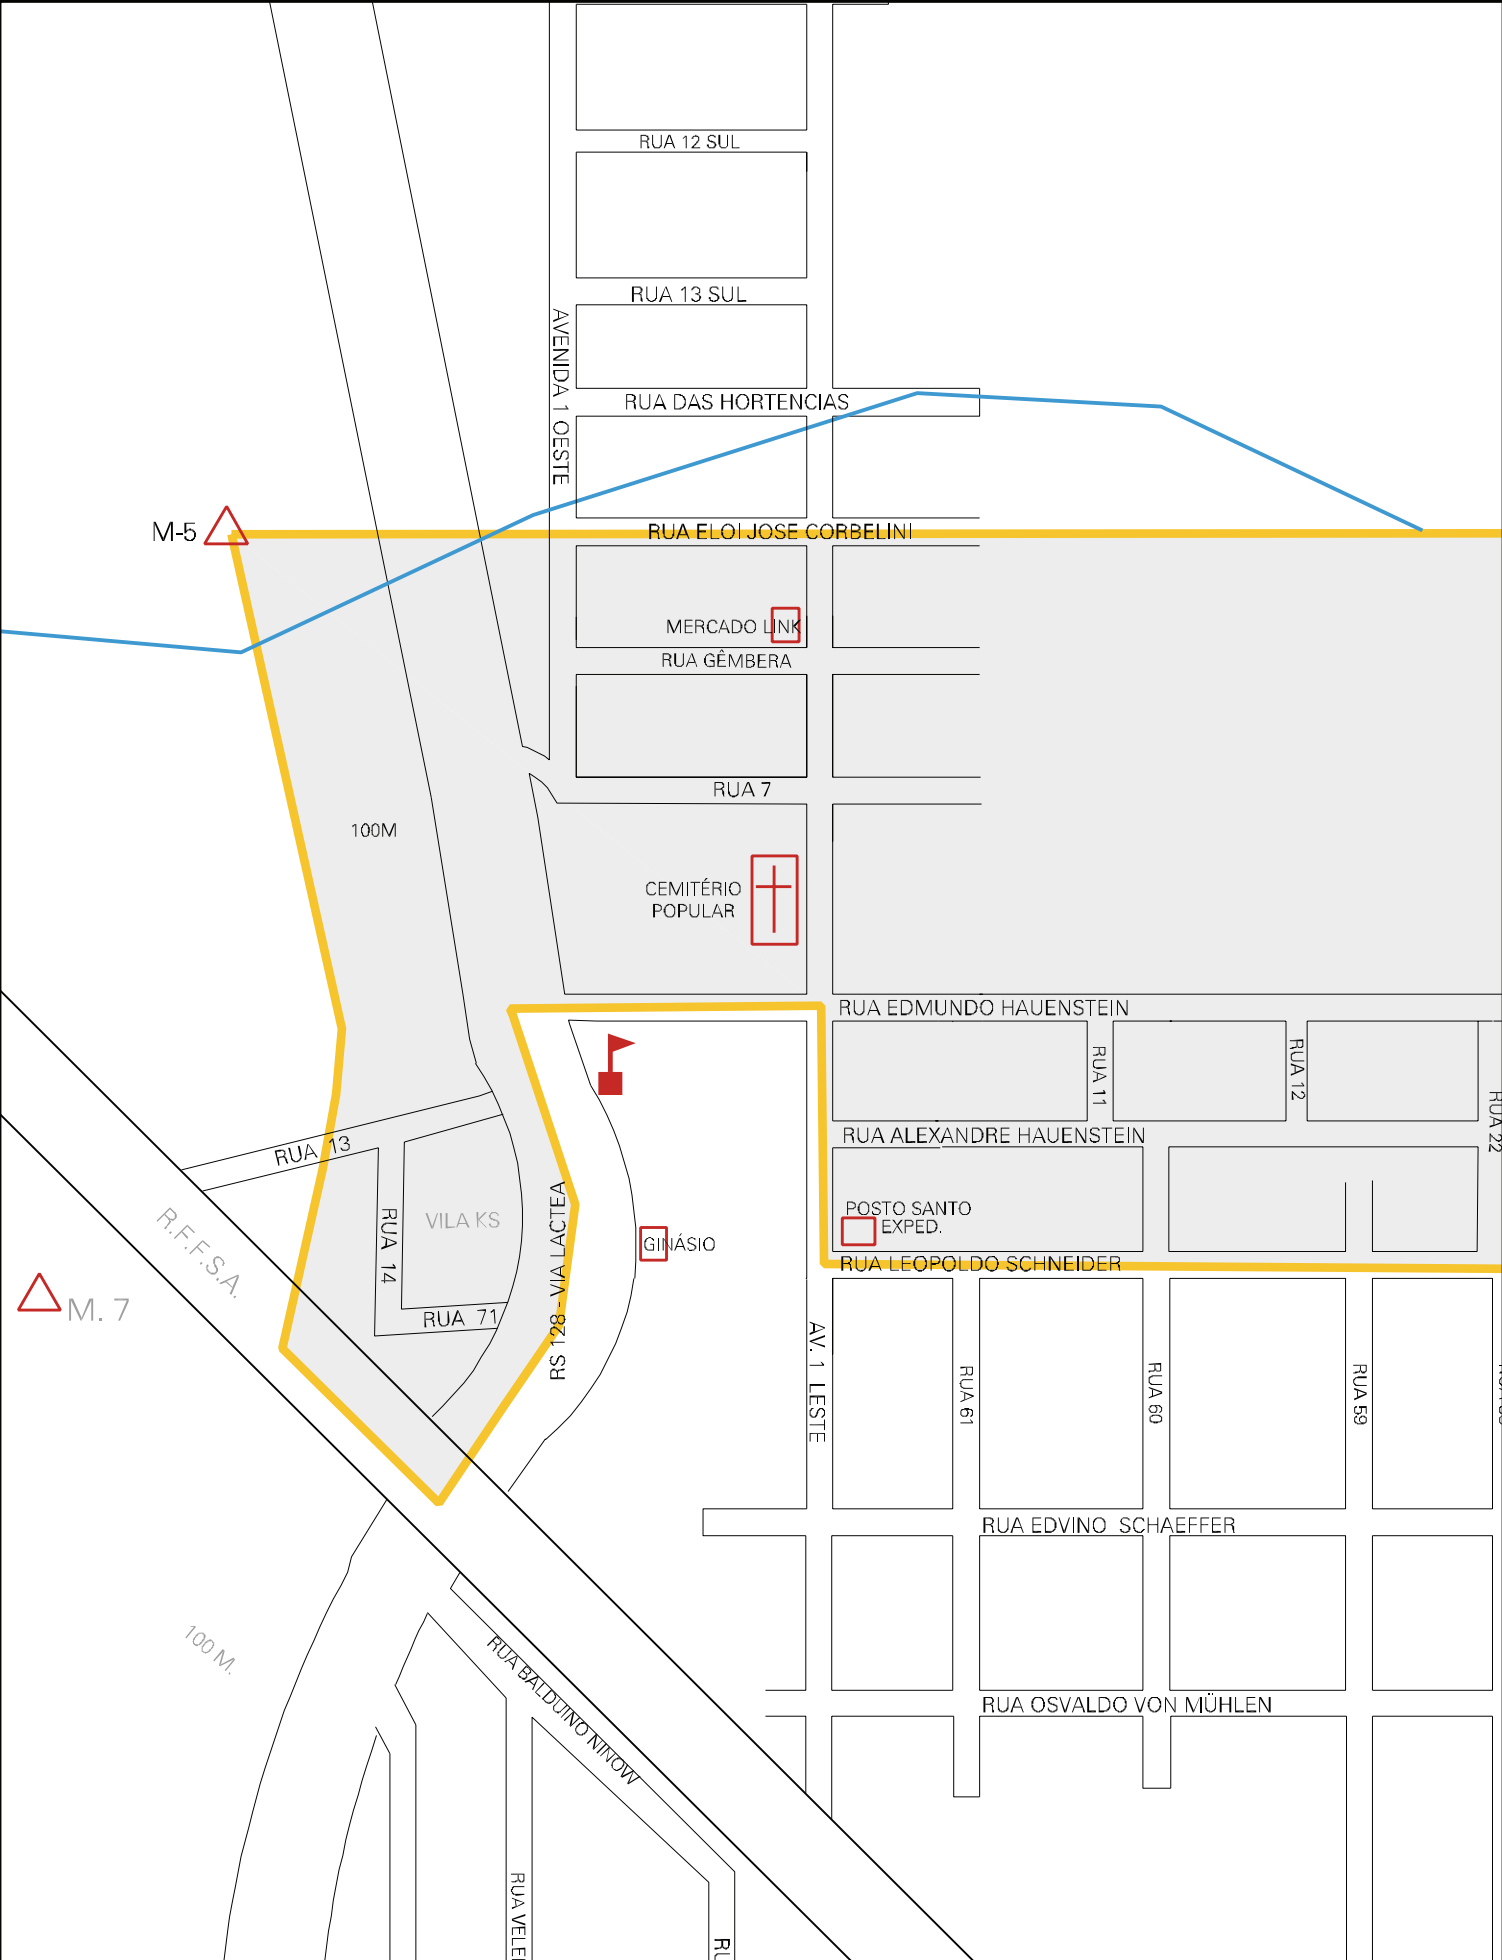 RUA 12 SUL
RUA 13 SUL
AVENIDA 1 OESTE
RUA DAS HORTENCIAS
M-5
RUA ELOI JOSE CORBELINI
MERCADO LINK
RUA GÊMBERA
RUA 7
100M
CEMITÉRIO
POPULAR
RUA EDMUNDO HAUENSTEIN
RUA 11
RUA 12
RUA 22
RUA ALEXANDRE HAUENSTEIN
RUA 13
RUA 14
VILA KS
RS 128 - VIA LACTEA
POSTO SANTO
EXPED.
GINÁSIO
RUA LEOPOLDO SCHNEIDER
R.F.F.S.A.
M. 7
RUA 71
AV. 1 LESTE
RUA 61
RUA 60
RUA 59
RUA EDVINO SCHAEFFER
100 M.
RUA BALDUINO NINOW
RUA OSVALDO VON MÜHLEN